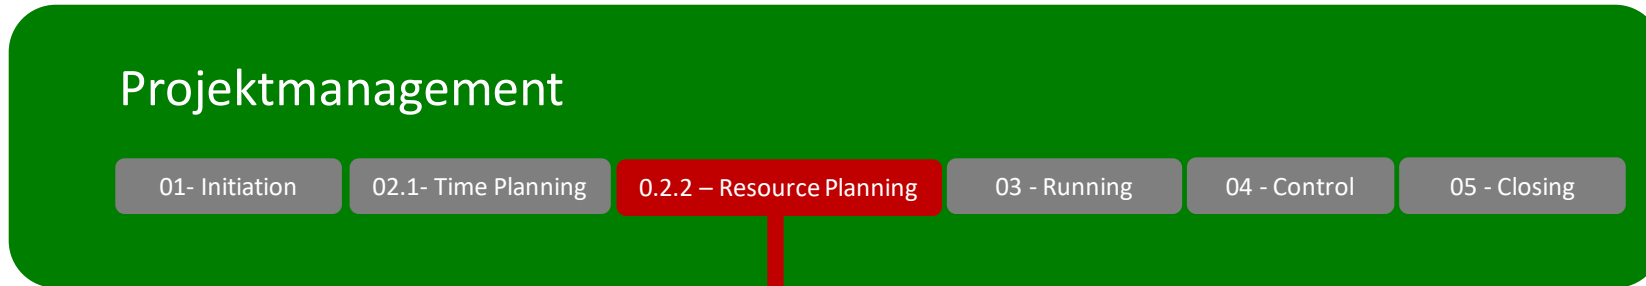 Projektmanagement
01- Initiation
02.1- Time Planning
0.2.2 – Resource Planning
03 - Running
04 - Control
05 - Closing